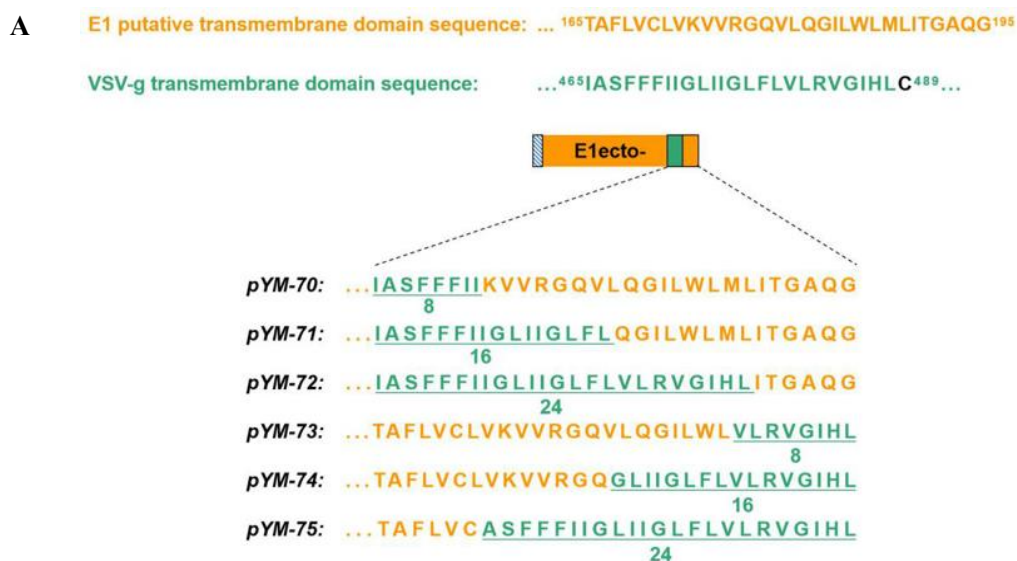 A
E1 putative transmembrane domain sequence: ... ¹⁶⁵TAFLVCLVKVVRGQVLQGILWLMLITGAQG¹⁹⁵
VSV-g transmembrane domain sequence: ...⁴⁶⁵IASFFFIIGLIIGLFLVLRVGIHLC⁴⁸⁹...
E1ecto-
pYM-70: ...IASFFFIIKVVRGQVLQGILWLMLITGAQG
8
pYM-71: ...IASFFFIIGLIIGLFLQGILWLMLITGAQG
16
pYM-72: ...IASFFFIIGLIIGLFLVLRVGIHLITGAQG
24
pYM-73: ...TAFLVCLVKVVRGQVLQGILWLVLRVGIHL
8
pYM-74: ...TAFLVCLVKVVRGQGLIIGLFLVLRVGIHL
16
pYM-75: ...TAFLVCASFFFIIGLIIGLFLVLRVGIHL
24